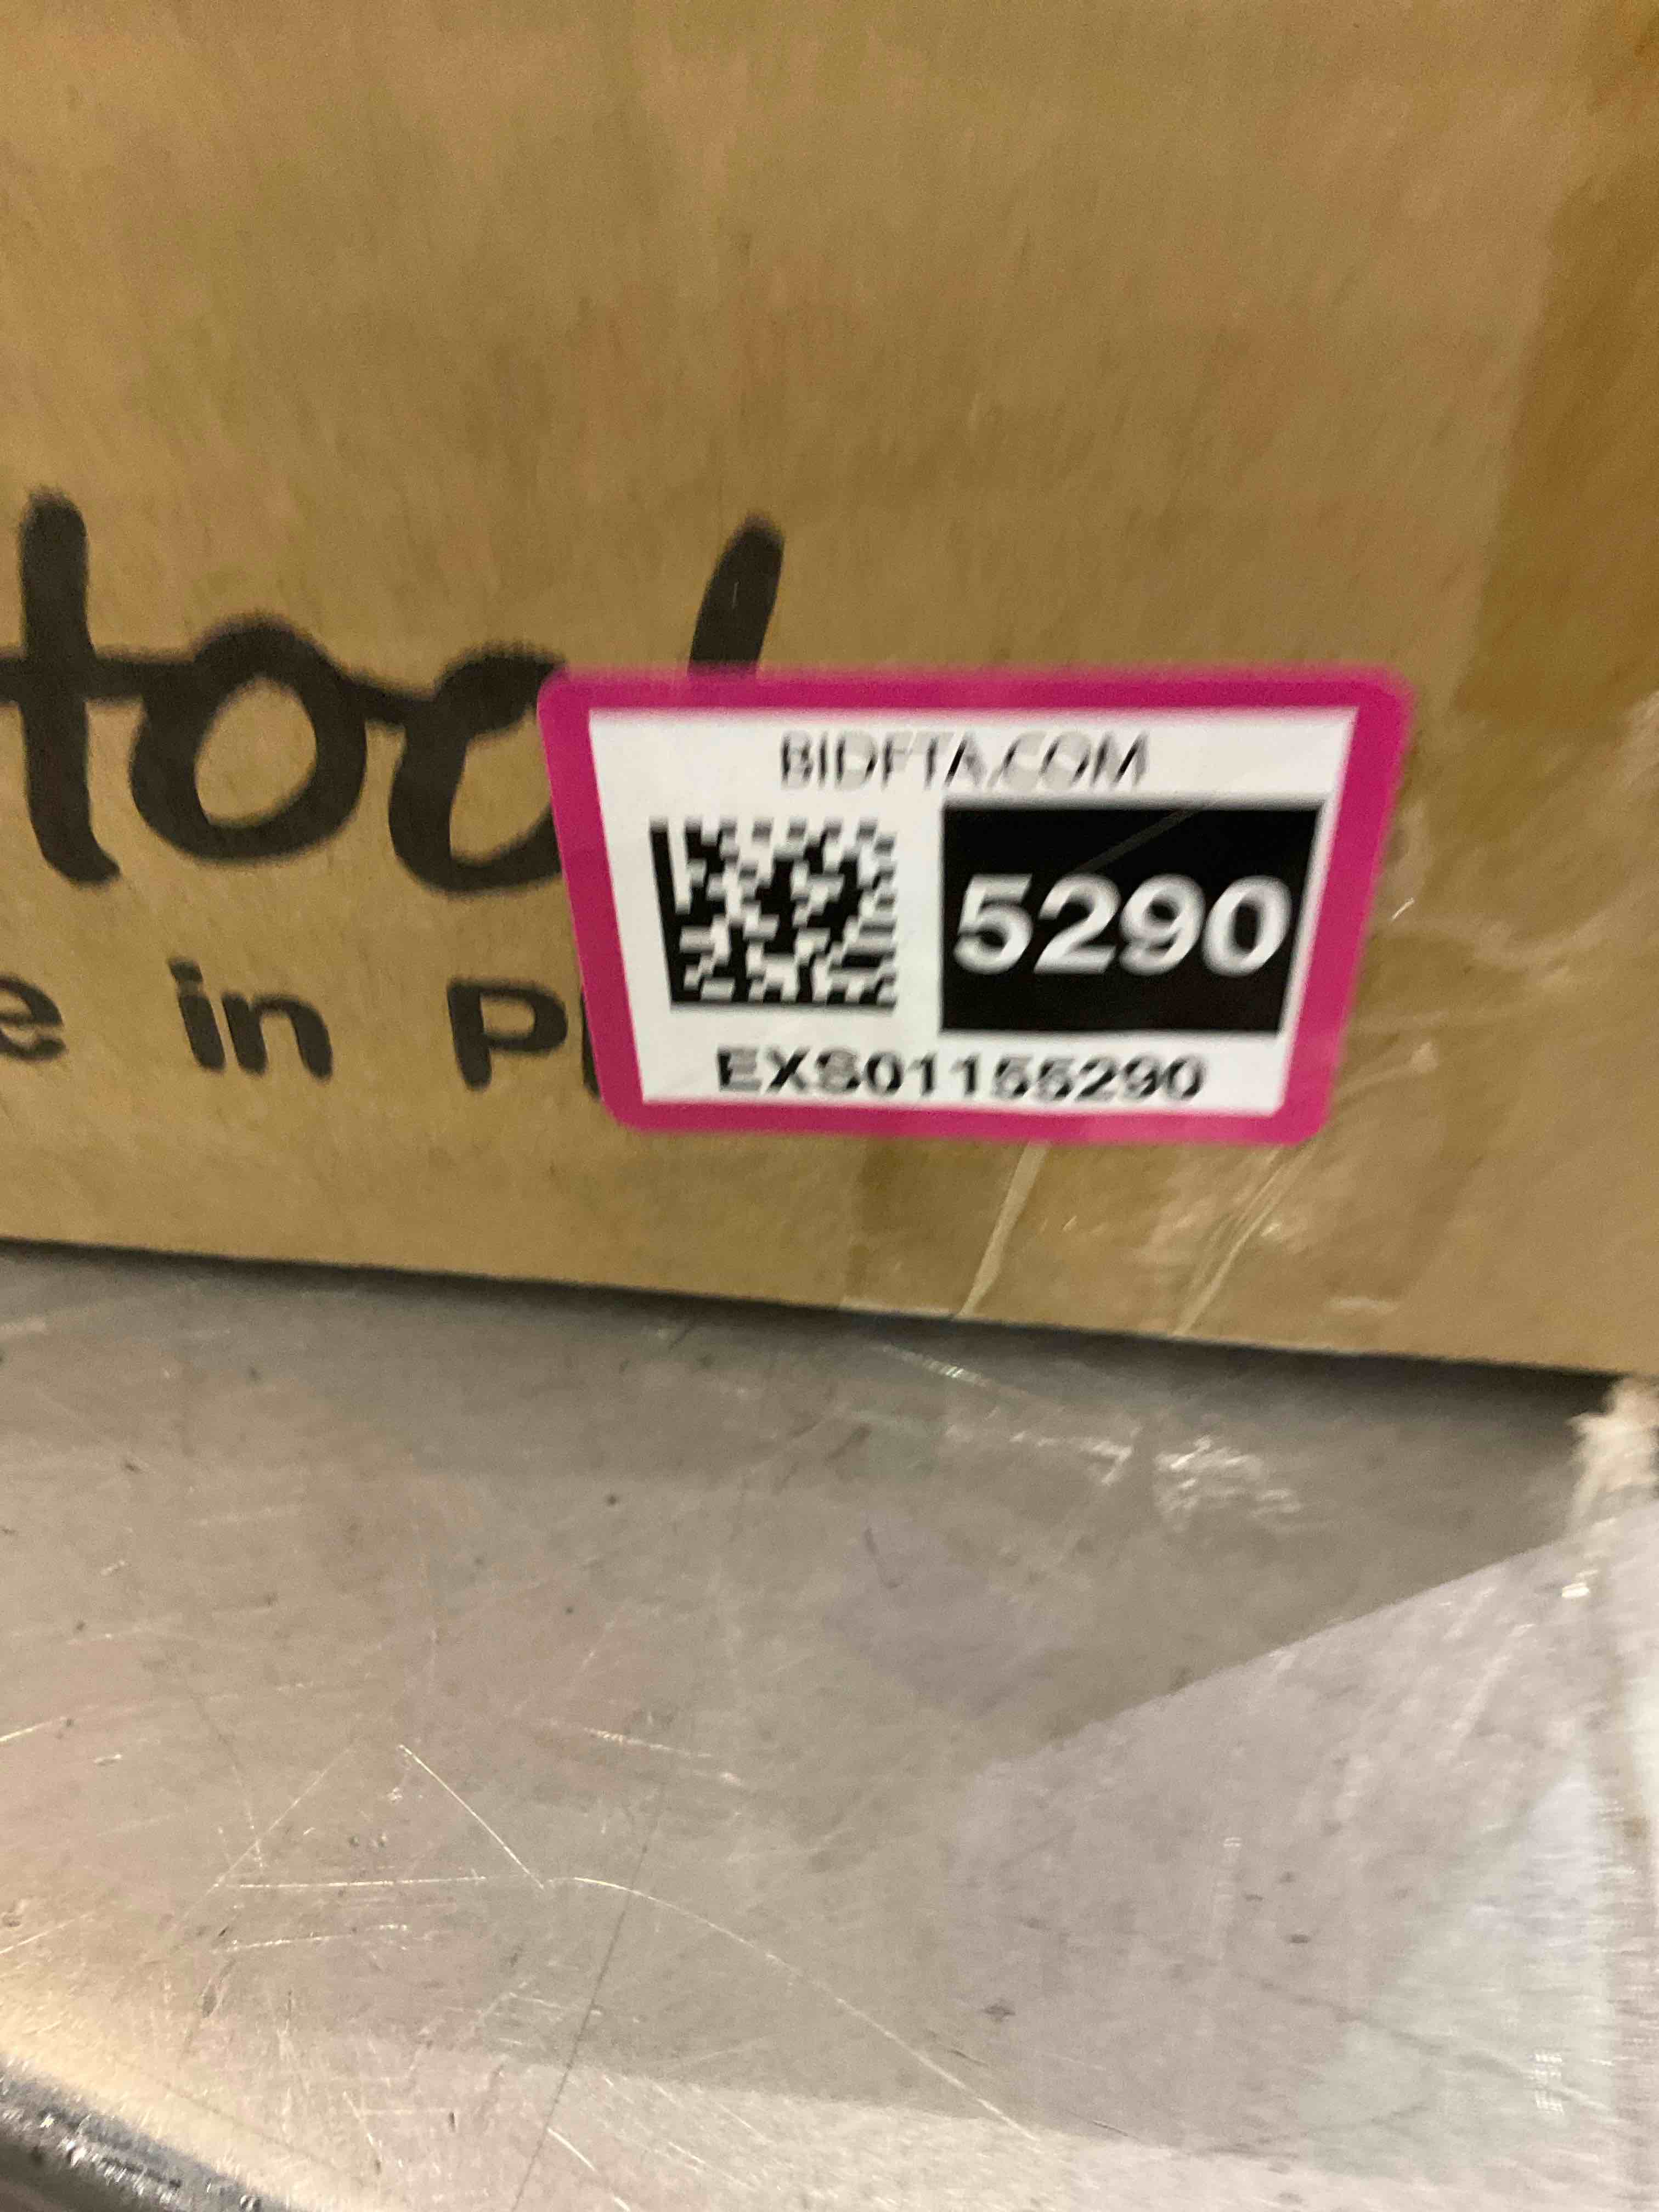 too
e in P
BIDFTA.COM
5290
EXS01155290